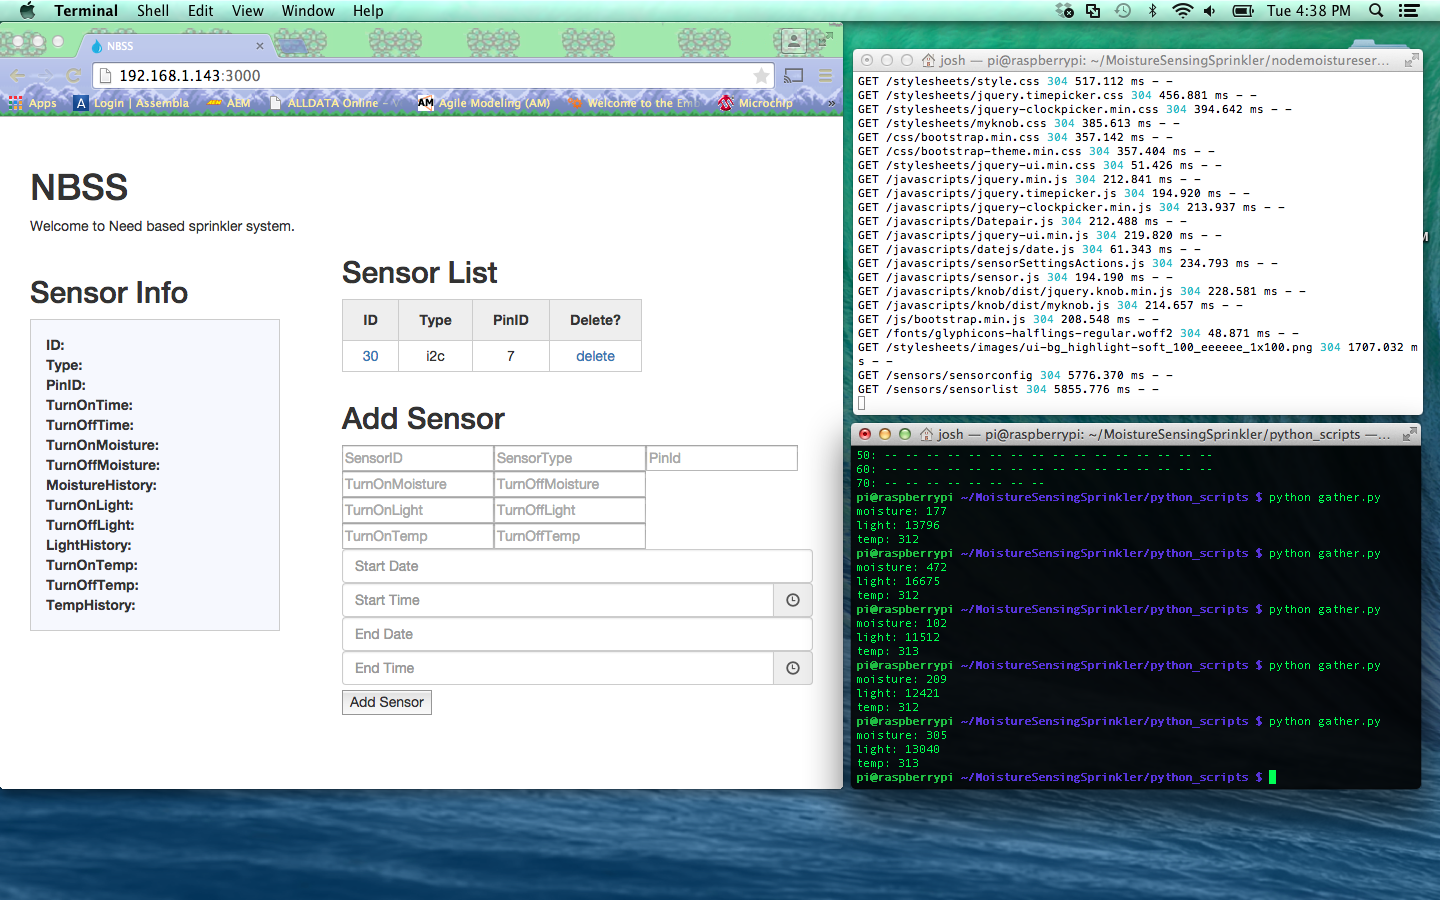 Terminal Shell Edit View Window Help Tue 4:38 PM
NBSS
192.168.1.143:3000
Apps Login | Assembla AEM ALLDATA Online - Agile Modeling (AM) Welcome to the Em Microchip »
NBSS
Welcome to Need based sprinkler system.
Sensor Info
ID:
Type:
PinID:
TurnOnTime:
TurnOffTime:
TurnOnMoisture:
TurnOffMoisture:
MoistureHistory:
TurnOnLight:
TurnOffLight:
LightHistory:
TurnOnTemp:
TurnOffTemp:
TempHistory:
Sensor List
ID Type PinID Delete?
30 i2c 7 delete
Add Sensor
SensorID SensorType PinId
TurnOnMoisture TurnOffMoisture
TurnOnLight TurnOffLight
TurnOnTemp TurnOffTemp
Start Date
Start Time
End Date
End Time
Add Sensor
josh — pi@raspberrypi: ~/MoistureSensingSprinkler/nodemoistureser...
GET /stylesheets/style.css 304 517.112 ms - -
GET /stylesheets/jquery.timepicker.css 304 456.881 ms - -
GET /stylesheets/jquery-clockpicker.min.css 304 394.642 ms - -
GET /stylesheets/myknob.css 304 385.613 ms - -
GET /css/bootstrap.min.css 304 357.142 ms - -
GET /css/bootstrap-theme.min.css 304 357.404 ms - -
GET /stylesheets/jquery-ui.min.css 304 51.426 ms - -
GET /javascripts/jquery.min.js 304 212.841 ms - -
GET /javascripts/jquery.timepicker.js 304 194.920 ms - -
GET /javascripts/jquery-clockpicker.min.js 304 213.937 ms - -
GET /javascripts/Datepair.js 304 212.488 ms - -
GET /javascripts/jquery-ui.min.js 304 219.820 ms - -
GET /javascripts/datejs/date.js 304 61.343 ms - -
GET /javascripts/sensorSettingsActions.js 304 234.793 ms - -
GET /javascripts/sensor.js 304 194.190 ms - -
GET /javascripts/knob/dist/jquery.knob.min.js 304 228.581 ms - -
GET /javascripts/knob/dist/myknob.js 304 214.657 ms - -
GET /js/bootstrap.min.js 304 208.548 ms - -
GET /fonts/glyphicons-halflings-regular.woff2 304 48.871 ms - -
GET /stylesheets/images/ui-bg_highlight-soft_100_eeeeee_1x100.png 304 1707.032 m
s - -
GET /sensors/sensorconfig 304 5776.370 ms - -
GET /sensors/sensorlist 304 5855.776 ms - -
josh — pi@raspberrypi: ~/MoistureSensingSprinkler/python_scripts —...
50: -- -- -- -- -- -- -- -- -- -- -- -- -- -- -- --
60: -- -- -- -- -- -- -- -- -- -- -- -- -- -- -- --
70: -- -- -- -- -- -- -- --
pi@raspberrypi ~/MoistureSensingSprinkler/python_scripts $ python gather.py
moisture: 177
light: 13796
temp: 312
pi@raspberrypi ~/MoistureSensingSprinkler/python_scripts $ python gather.py
moisture: 472
light: 16675
temp: 312
pi@raspberrypi ~/MoistureSensingSprinkler/python_scripts $ python gather.py
moisture: 102
light: 11512
temp: 313
pi@raspberrypi ~/MoistureSensingSprinkler/python_scripts $ python gather.py
moisture: 209
light: 12421
temp: 312
pi@raspberrypi ~/MoistureSensingSprinkler/python_scripts $ python gather.py
moisture: 305
light: 13040
temp: 313
pi@raspberrypi ~/MoistureSensingSprinkler/python_scripts $